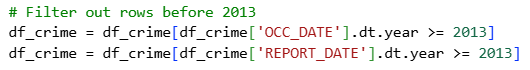 # Filter out rows before 2013
df_crime = df_crime[df_crime['OCC_DATE'].dt.year >= 2013]
df_crime = df_crime[df_crime['REPORT_DATE'].dt.year >= 2013]